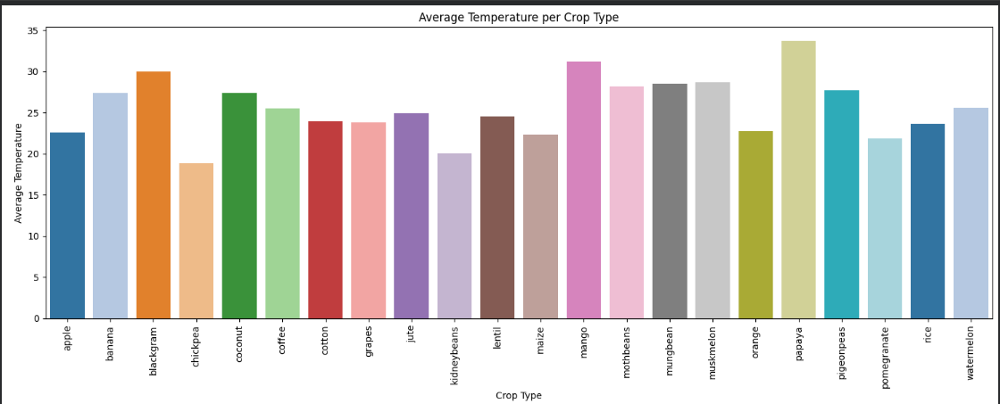 Average Temperature per Crop Type
Average Temperature
35
30
25
20
15
10
5
0
apple
banana
blackgram
chickpea
coconut
coffee
cotton
grapes
jute
kidneybeans
lentil
maize
mango
mothbeans
mungbean
muskmelon
orange
papaya
pigeonpeas
pomegranate
rice
watermelon
Crop Type